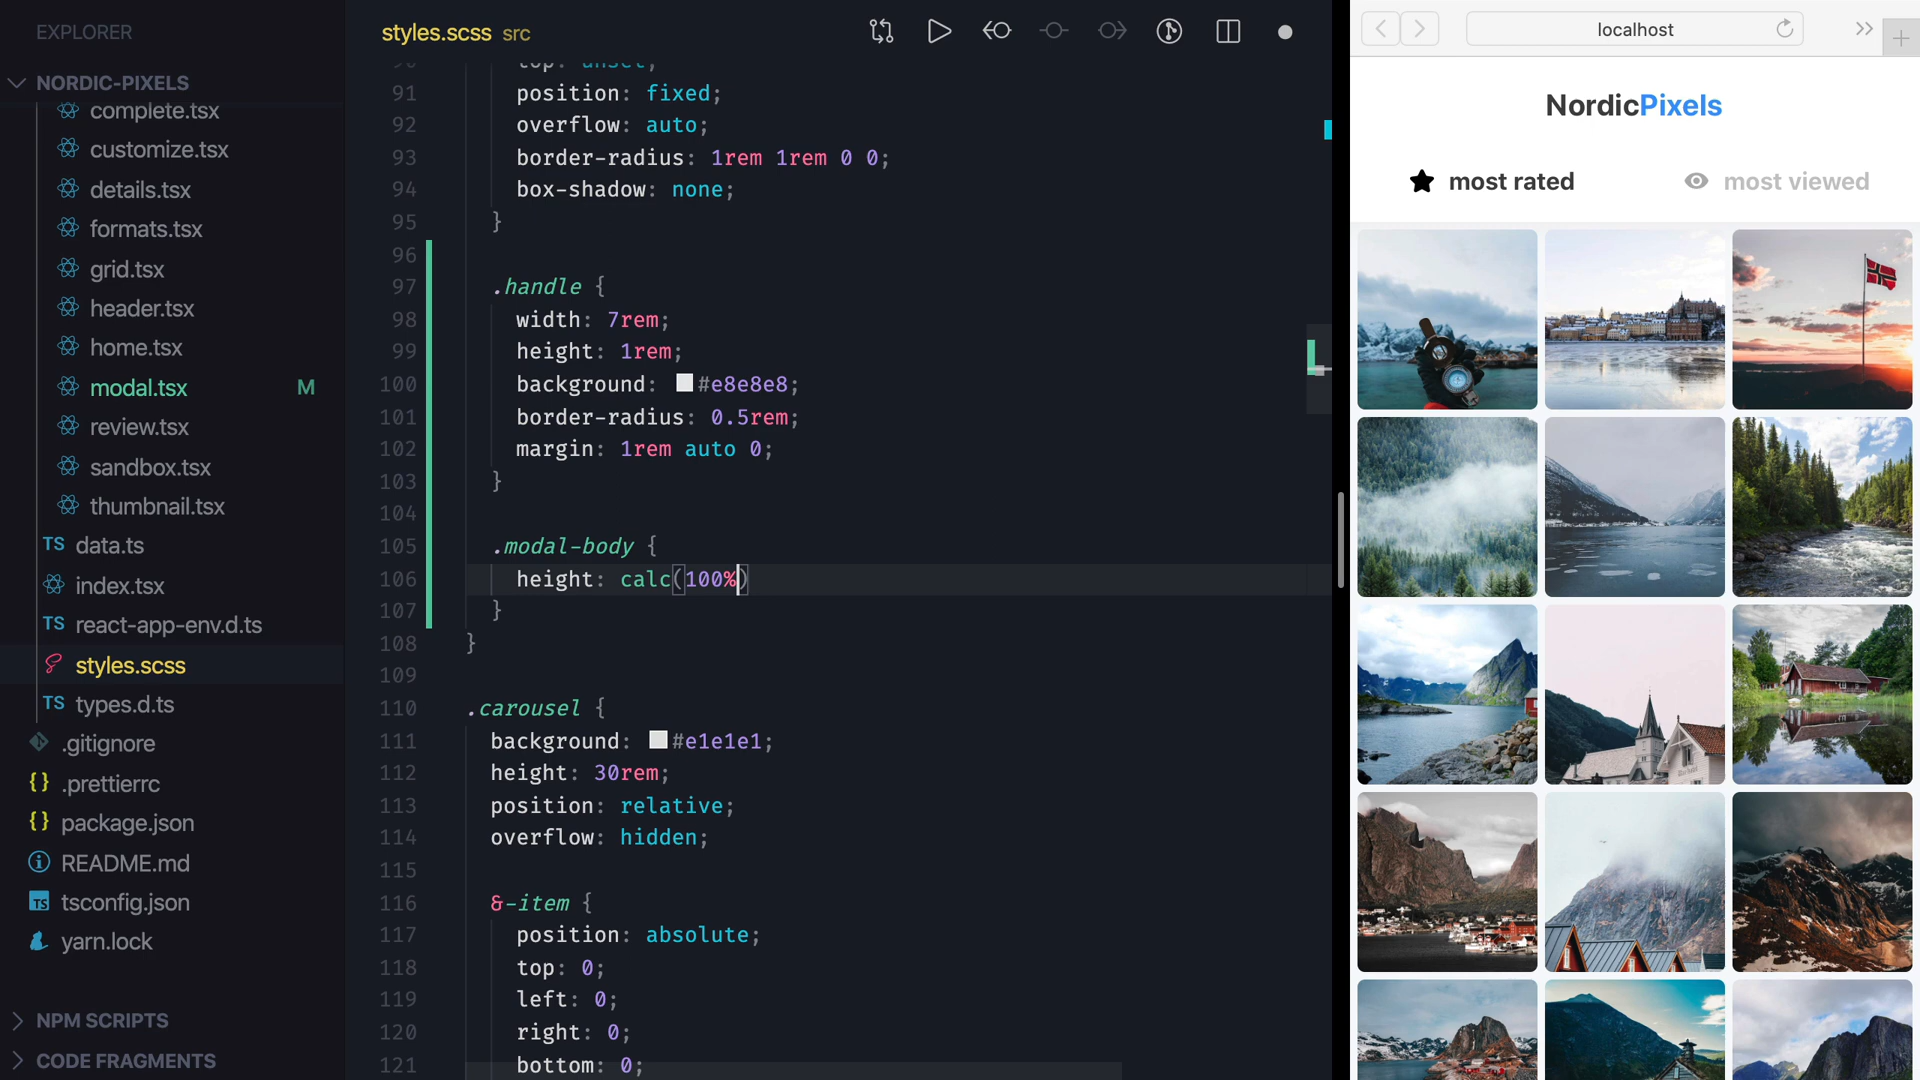 EXPLORER
NORDIC-PIXELS
complete.tsx
customize.tsx
details.tsx
formats.tsx
grid.tsx
header.tsx
home.tsx
modal.tsx M
review.tsx
sandbox.tsx
thumbnail.tsx
TS data.ts
index.tsx
TS react-app-env.d.ts
styles.scss
TS types.d.ts
.gitignore
{} .prettierrc
{} package.json
README.md
TS tsconfig.json
yarn.lock
NPM SCRIPTS
CODE FRAGMENTS
styles.scss src
90 top: unset;
91 position: fixed;
92 overflow: auto;
93 border-radius: 1rem 1rem 0 0;
94 box-shadow: none;
95 }
96
97 .handle {
98 width: 7rem;
99 height: 1rem;
100 background: #e8e8e8;
101 border-radius: 0.5rem;
102 margin: 1rem auto 0;
103 }
104
105 .modal-body {
106 height: calc(100%)
107 }
108 }
109
110 .carousel {
111 background: #e1e1e1;
112 height: 30rem;
113 position: relative;
114 overflow: hidden;
115
116 &-item {
117 position: absolute;
118 top: 0;
119 left: 0;
120 right: 0;
121 bottom: 0;
localhost
NordicPixels
most rated
most viewed